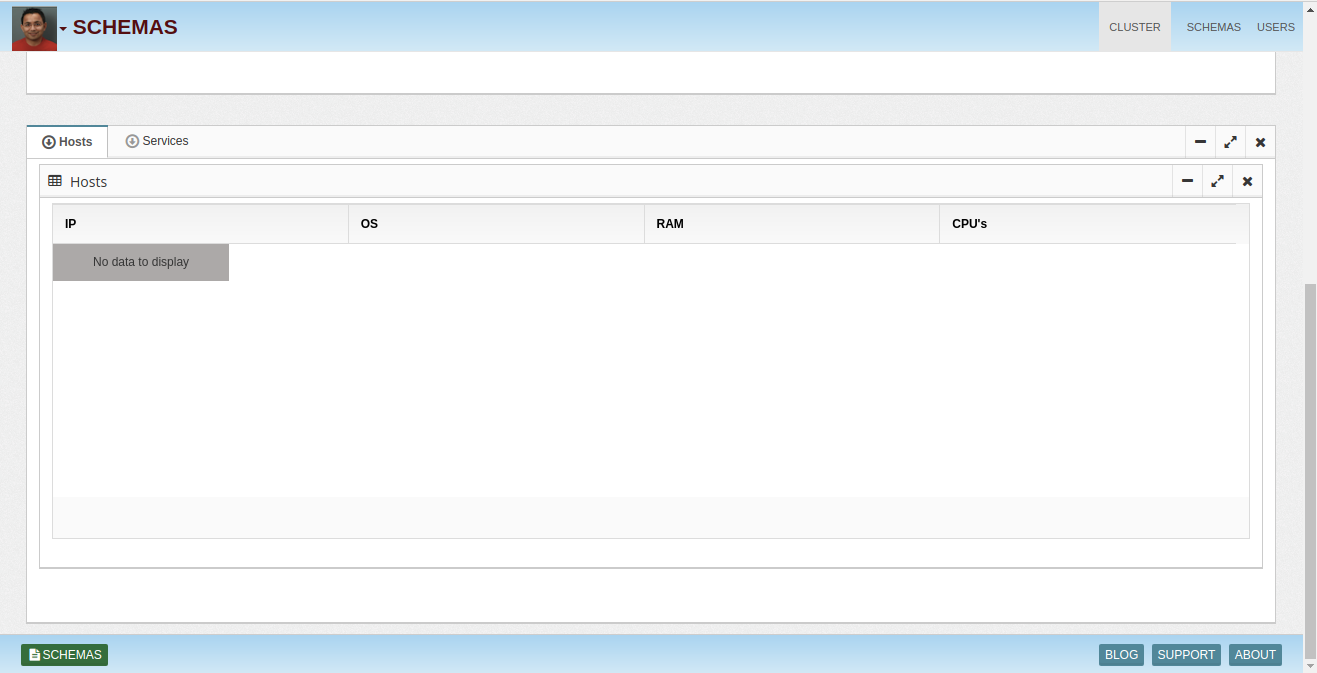 SCHEMAS
CLUSTER SCHEMAS USERS
Hosts Services
Hosts
IP OS RAM CPU's
No data to display
SCHEMAS BLOG SUPPORT ABOUT